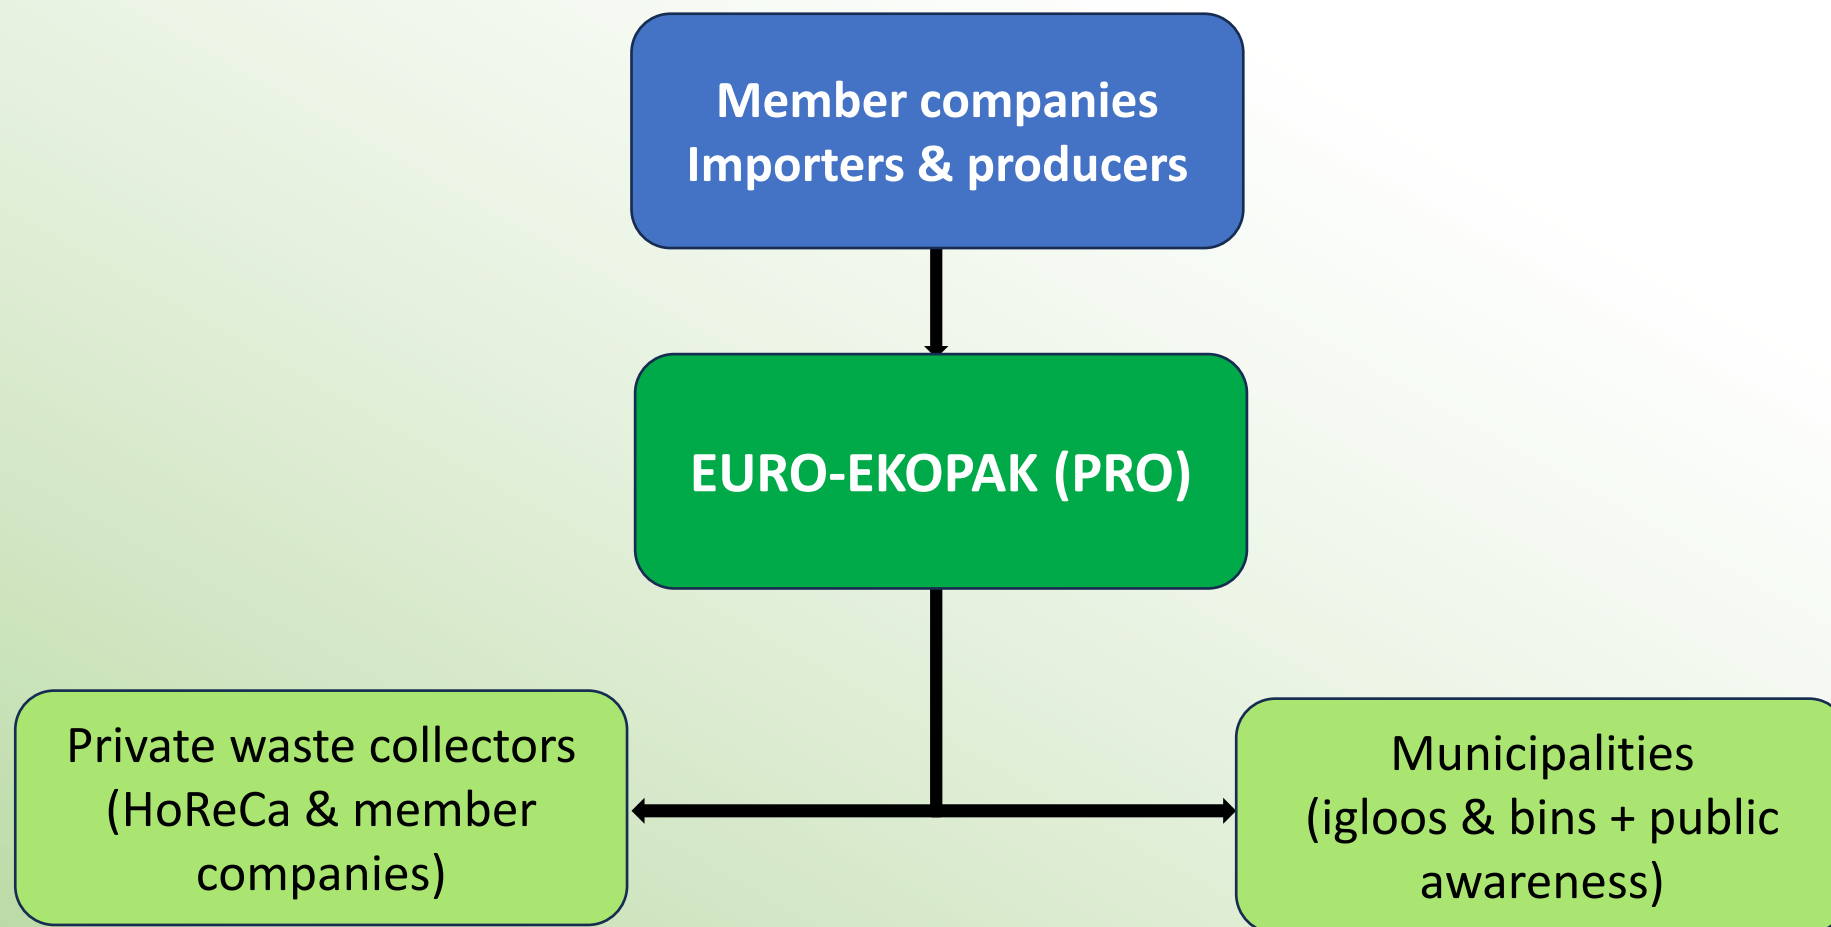 Member companies
Importers & producers
EURO-EKOPAK (PRO)
Private waste collectors
(HoReCa & member
companies)
Municipalities
(igloos & bins + public
awareness)